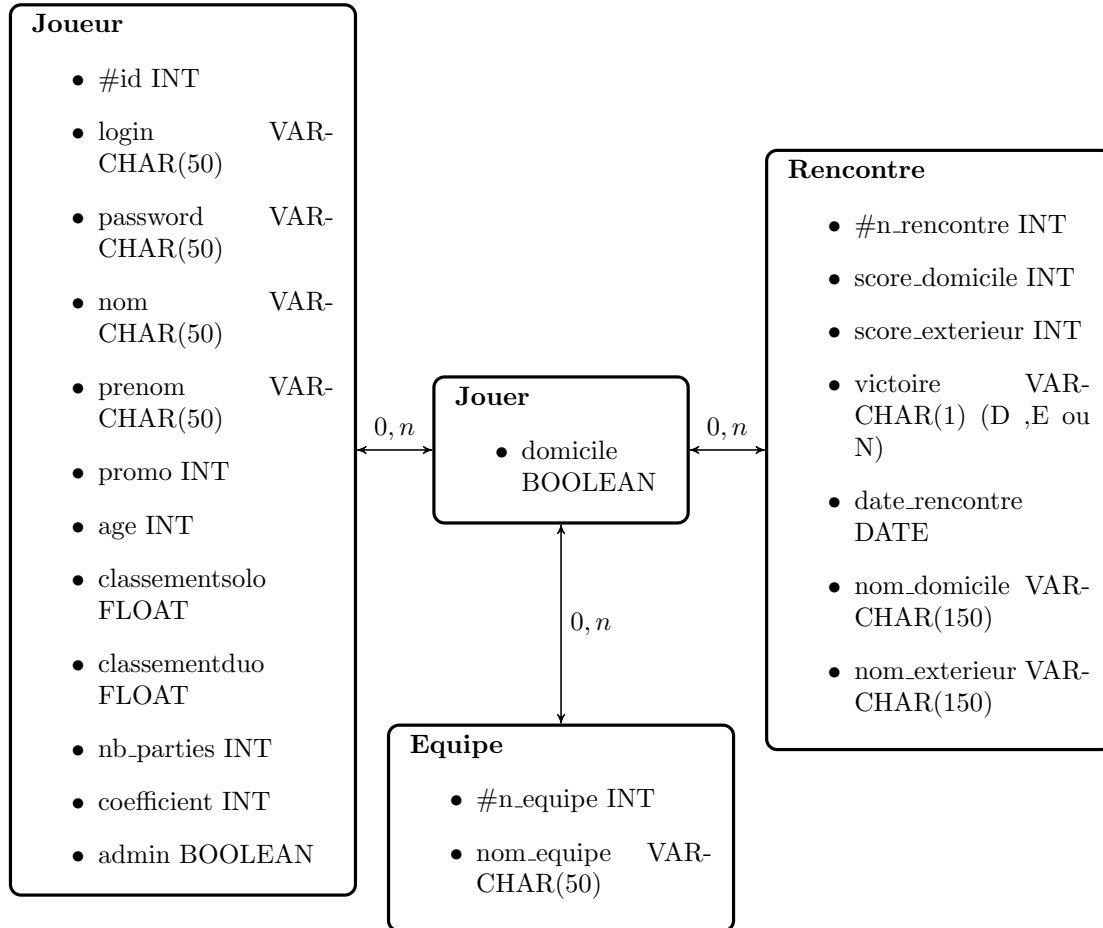 Joueur
• #id INT
• login VAR-
CHAR(50)
• password VAR-
CHAR(50)
• nom VAR-
CHAR(50)
• prenom VAR-
CHAR(50)
• promo INT
• age INT
• classementsolo
FLOAT
• classementduo
FLOAT
• nb_parties INT
• coefficient INT
• admin BOOLEAN
0, n
Jouer
• domicile
BOOLEAN
0, n
0, n
Equipe
• #n_equipe INT
• nom_equipe VAR-
CHAR(50)
Rencontre
• #n_rencontre INT
• score_domicile INT
• score_exterieur INT
• victoire VAR-
CHAR(1) (D ,E ou
N)
• date_rencontre
DATE
• nom_domicile VAR-
CHAR(150)
• nom_exterieur VAR-
CHAR(150)